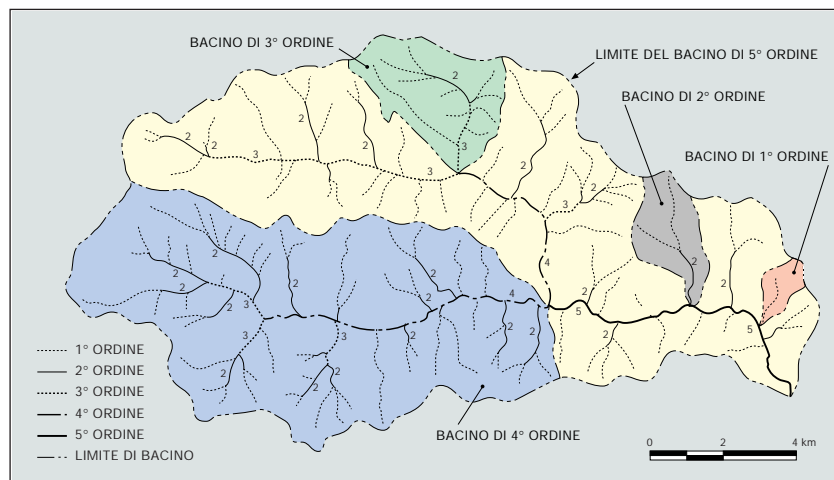 BACINO DI 3° ORDINE
LIMITE DEL BACINO DI 5° ORDINE
BACINO DI 2° ORDINE
BACINO DI 1° ORDINE
2
2
2
2
2
2
3
3
3
3
2
2
4
2
2
2
2
2
3
3
2
2
2
3
2
2
2
4
2
2
5
2
2
5
2
1° ORDINE
2° ORDINE
3° ORDINE
4° ORDINE
5° ORDINE
LIMITE DI BACINO
BACINO DI 4° ORDINE
0 2 4 km